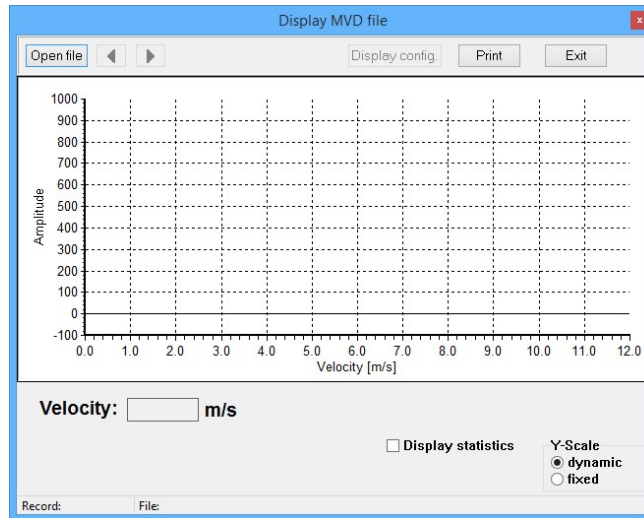 Display MVD file
x
Open file
Display config.
Print
Exit
1000
900
800
700
600
500
400
300
200
100
0
-100
Amplitude
0.0 1.0 2.0 3.0 4.0 5.0 6.0 7.0 8.0 9.0 10.0 11.0 12.0
Velocity [m/s]
Velocity: m/s
Display statistics
Y-Scale
dynamic
fixed
Record: File: